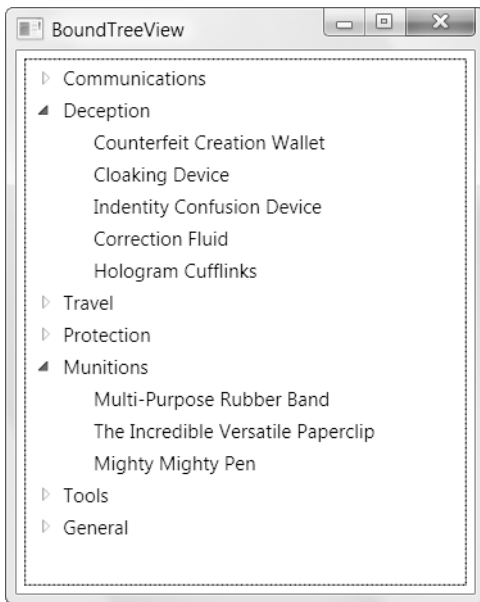 BoundTreeView
Communications
Deception
Counterfeit Creation Wallet
Cloaking Device
Indentity Confusion Device
Correction Fluid
Hologram Cufflinks
Travel
Protection
Munitions
Multi-Purpose Rubber Band
The Incredible Versatile Paperclip
Mighty Mighty Pen
Tools
General